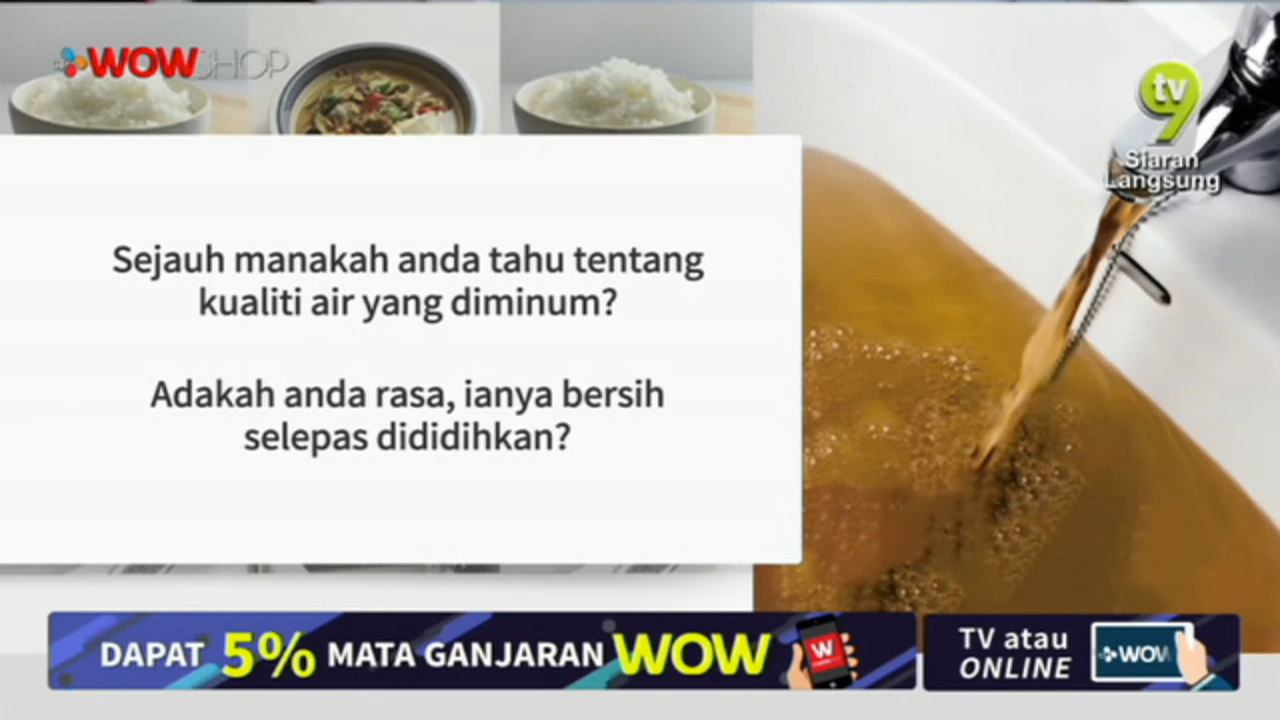 WOWSHOP
tv9
Siaran
Langsung
Sejauh manakah anda tahu tentang
kualiti air yang diminum?
Adakah anda rasa, ianya bersih
selepas dididihkan?
DAPAT 5% MATA GANJARAN WOW
W
TV atau
ONLINE
WOW